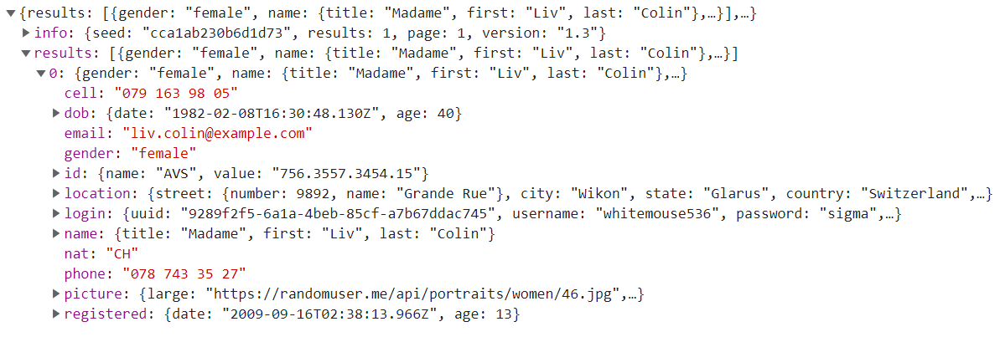 {results: [{gender: "female", name: {title: "Madame", first: "Liv", last: "Colin"},…}],…}
info: {seed: "cca1ab230b6d1d73", results: 1, page: 1, version: "1.3"}
results: [{gender: "female", name: {title: "Madame", first: "Liv", last: "Colin"},…}]
0: {gender: "female", name: {title: "Madame", first: "Liv", last: "Colin"},…}
cell: "079 163 98 05"
dob: {date: "1982-02-08T16:30:48.130Z", age: 40}
email: "liv.colin@example.com"
gender: "female"
id: {name: "AVS", value: "756.3557.3454.15"}
location: {street: {number: 9892, name: "Grande Rue"}, city: "Wikon", state: "Glarus", country: "Switzerland",…}
login: {uuid: "9289f2f5-6a1a-4beb-85cf-a7b67ddac745", username: "whitemouse536", password: "sigma",…}
name: {title: "Madame", first: "Liv", last: "Colin"}
nat: "CH"
phone: "078 743 35 27"
picture: {large: "https://randomuser.me/api/portraits/women/46.jpg",…}
registered: {date: "2009-09-16T02:38:13.966Z", age: 13}